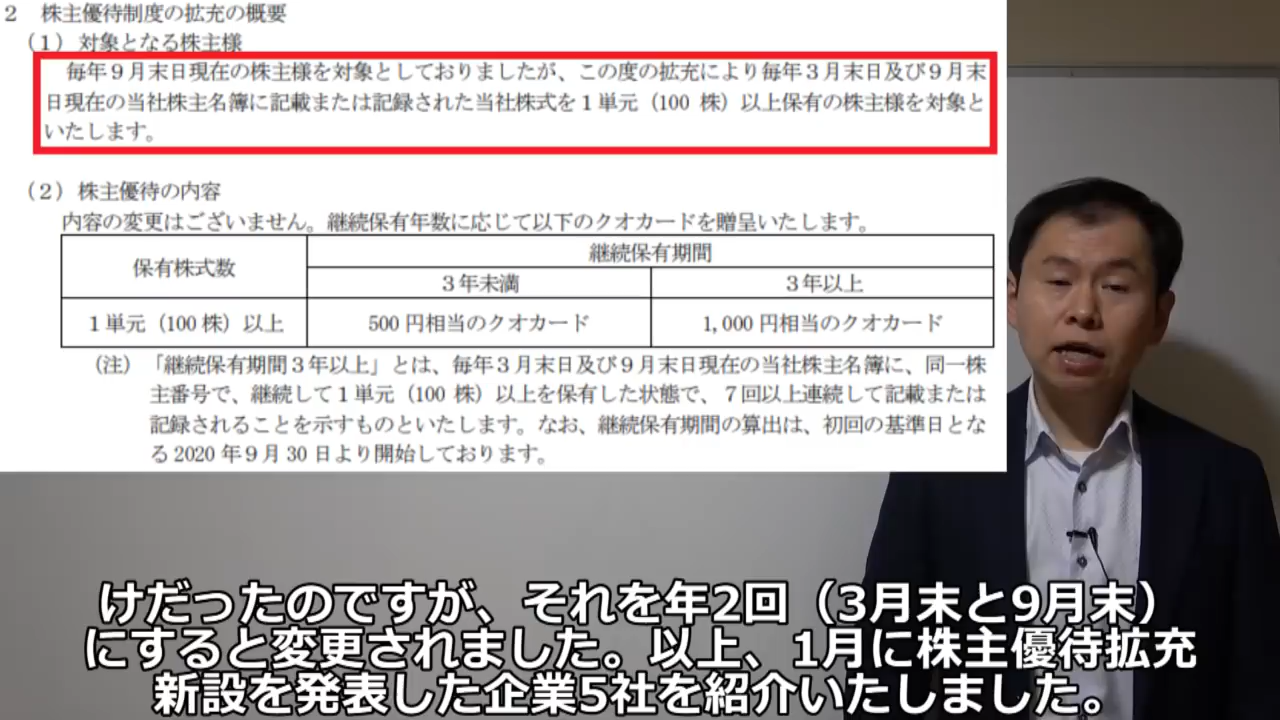 ２ 株主優待制度の拡充の概要
（１）対象となる株主様
毎年９月末日現在の株主様を対象としておりましたが、この度の拡充により毎年３月末日及び９月末
日現在の当社株主名簿に記載または記録された当社株式を１単元（100 株）以上保有の株主様を対象と
いたします。
（２）株主優待の内容
内容の変更はございません。継続保有年数に応じて以下のクオカードを贈呈いたします。
保有株式数
継続保有期間
３年未満
３年以上
１単元（100 株）以上
500 円相当のクオカード
1,000 円相当のクオカード
（注）「継続保有期間３年以上」とは、毎年３月末日及び９月末日現在の当社株主名簿に、同一株
主番号で、継続して１単元（100 株）以上を保有した状態で、７回以上連続して記載または
記録されることを示すものといたします。なお、継続保有期間の算出は、初回の基準日とな
る 2020 年９月 30 日より開始しております。
けだったのですが、それを年2回（3月末と9月末）
にすると変更されました。以上、1月に株主優待拡充
新設を発表した企業5社を紹介いたしました。